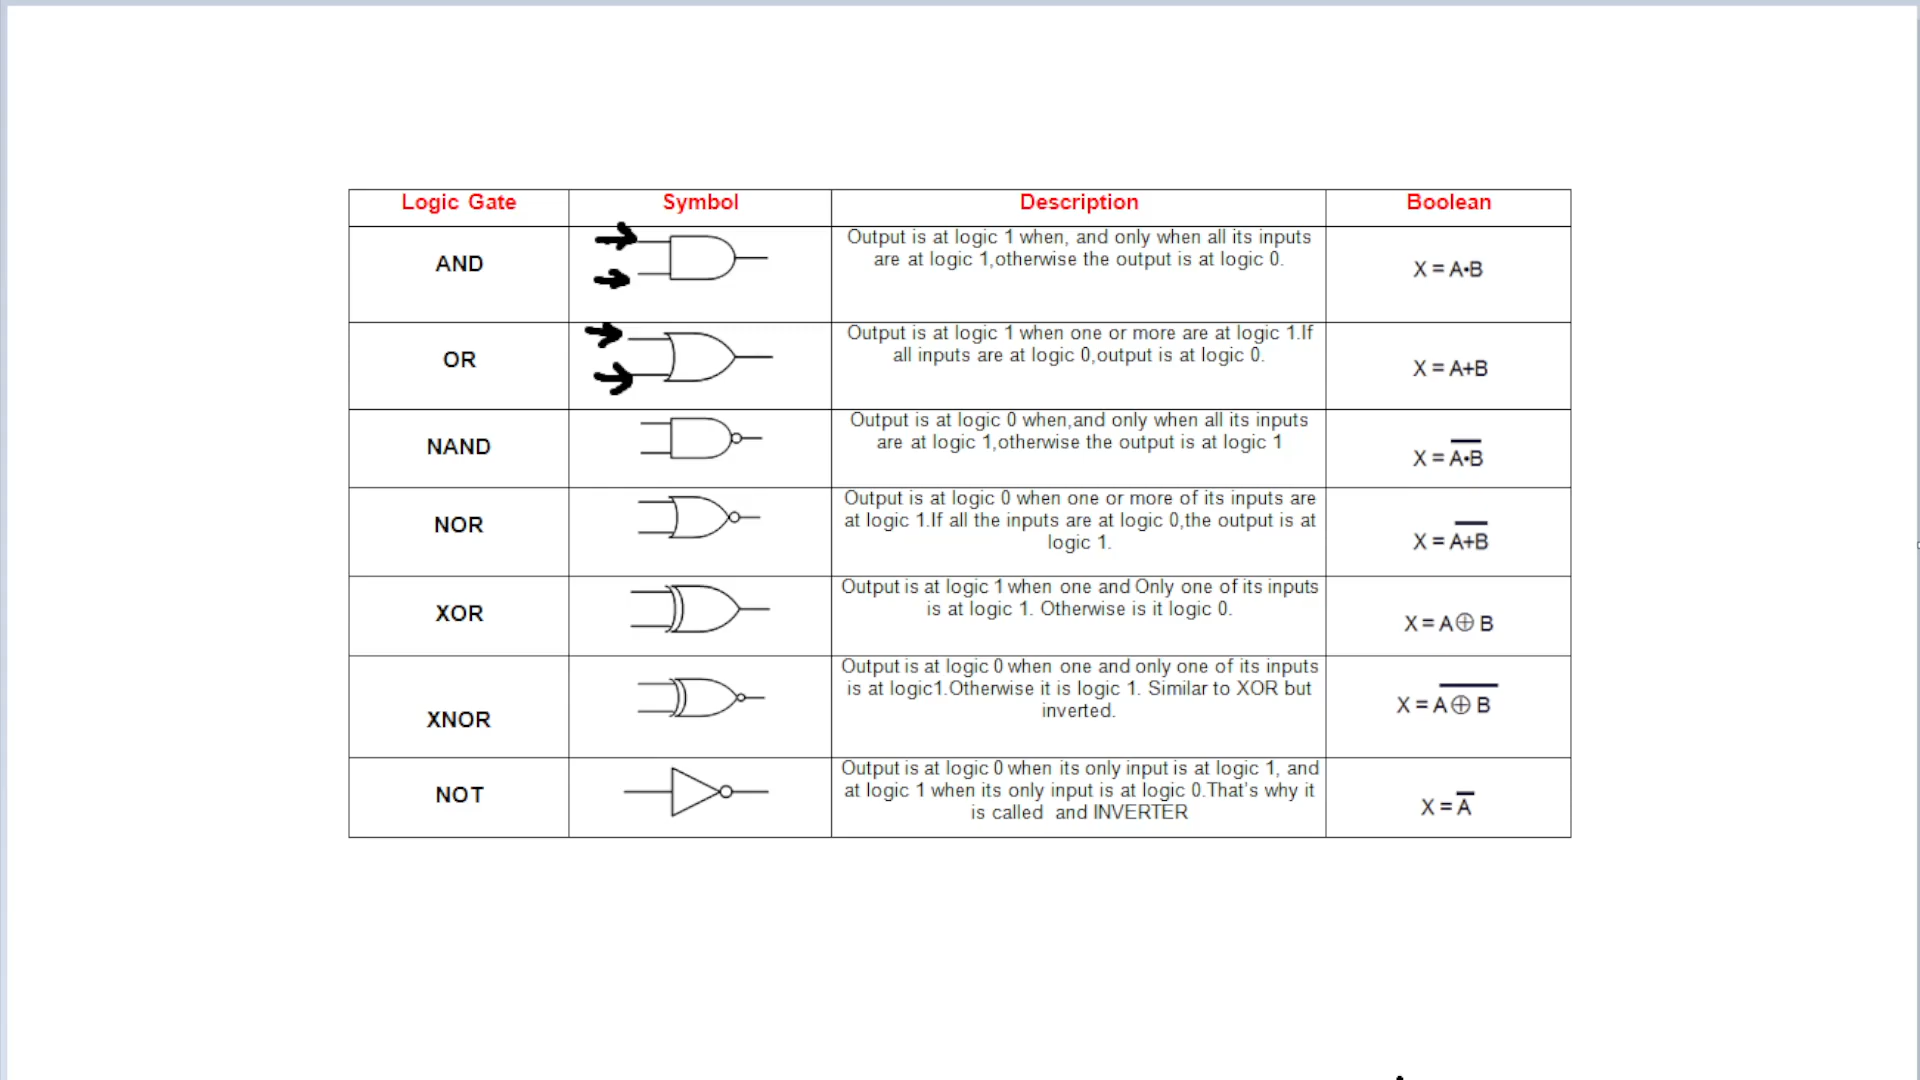 Logic Gate Symbol Description Boolean
AND
Output is at logic 1 when, and only when all its inputs
are at logic 1,otherwise the output is at logic 0.
X = A•B
OR
Output is at logic 1 when one or more are at logic 1.If
all inputs are at logic 0,output is at logic 0.
X = A+B
NAND
Output is at logic 0 when,and only when all its inputs
are at logic 1,otherwise the output is at logic 1
X = A̅•̅B̅
NOR
Output is at logic 0 when one or more of its inputs are
at logic 1.If all the inputs are at logic 0,the output is at
logic 1.
X = A̅+̅B̅
XOR
Output is at logic 1 when one and Only one of its inputs
is at logic 1. Otherwise is it logic 0.
X = A⊕ B
XNOR
Output is at logic 0 when one and only one of its inputs
is at logic1.Otherwise it is logic 1. Similar to XOR but
inverted.
X = A̅ ⊕̅ B̅
NOT
Output is at logic 0 when its only input is at logic 1, and
at logic 1 when its only input is at logic 0.That's why it
is called and INVERTER
X = A̅